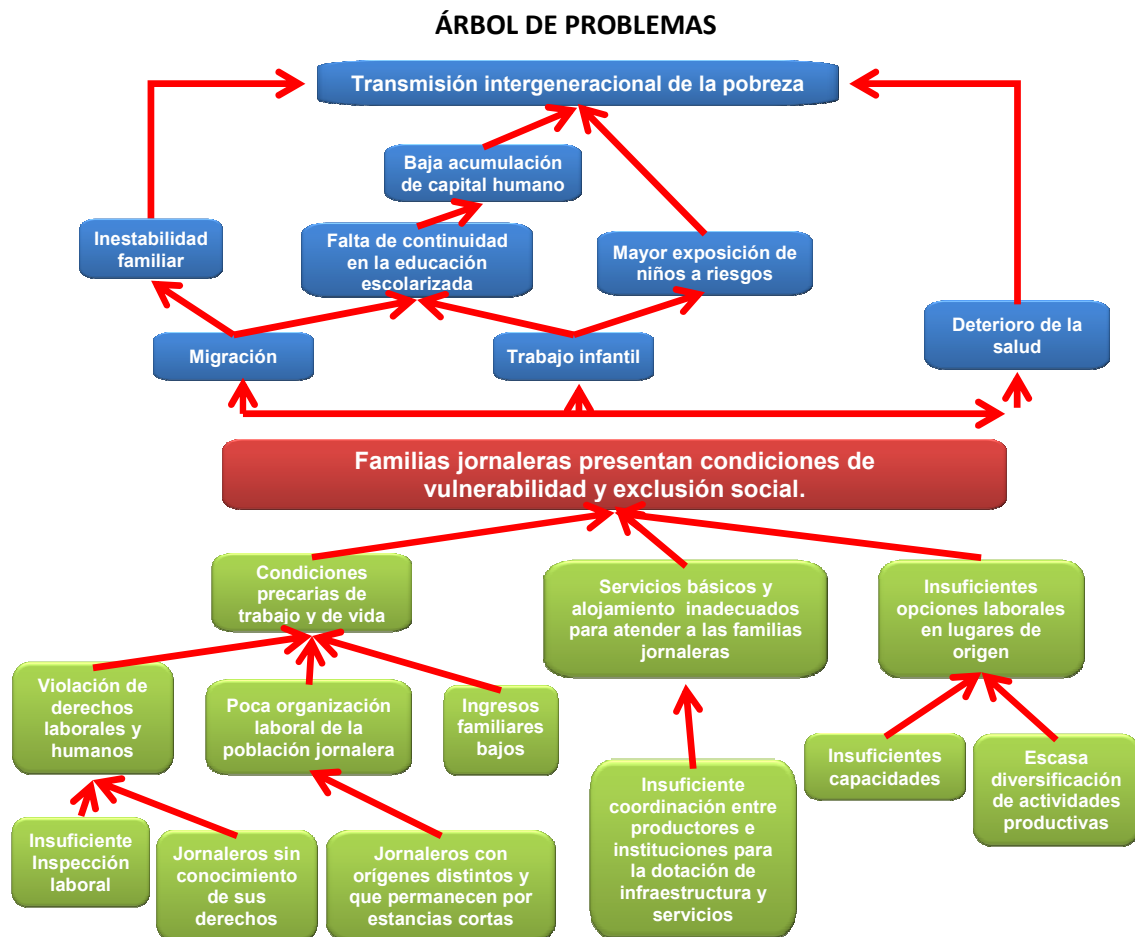 ÁRBOL DE PROBLEMAS
Transmisión intergeneracional de la pobreza
Baja acumulación
de capital humano
Inestabilidad
familiar
Falta de continuidad
en la educación
escolarizada
Mayor exposición de
niños a riesgos
Migración
Trabajo infantil
Deterioro de la
salud
Familias jornaleras presentan condiciones de
vulnerabilidad y exclusión social.
Condiciones
precarias de
trabajo y de vida
Servicios básicos y
alojamiento inadecuados
para atender a las familias
jornaleras
Insuficientes
opciones laborales
en lugares de
origen
Violación de
derechos
laborales y
humanos
Poca organización
laboral de la
población jornalera
Ingresos
familiares
bajos
Insuficientes
capacidades
Escasa
diversificación
de actividades
productivas
Insuficiente
Inspección
laboral
Jornaleros sin
conocimiento
de sus
derechos
Jornaleros con
orígenes distintos y
que permanecen por
estancias cortas
Insuficiente
coordinación entre
productores e
instituciones para
la dotación de
infraestructura y
servicios